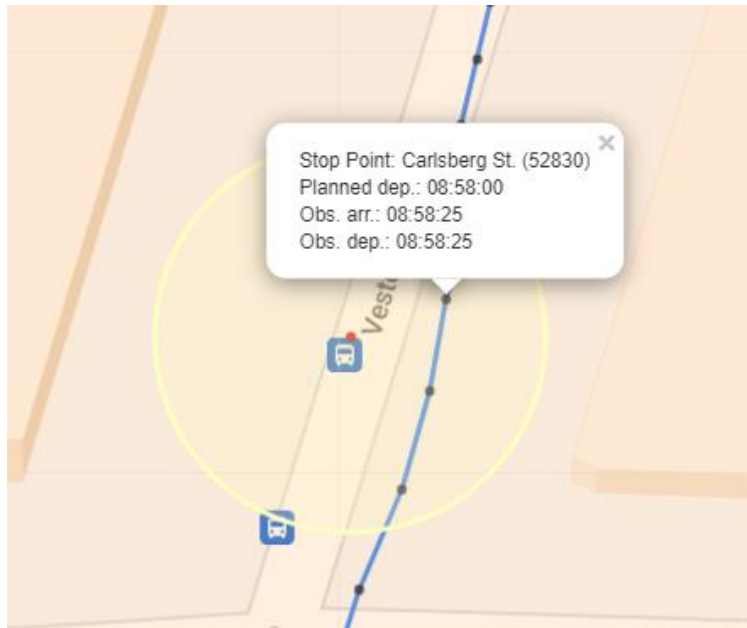 Stop Point: Carlsberg St. (52830)
Planned dep.: 08:58:00
Obs. arr.: 08:58:25
Obs. dep.: 08:58:25
Veste